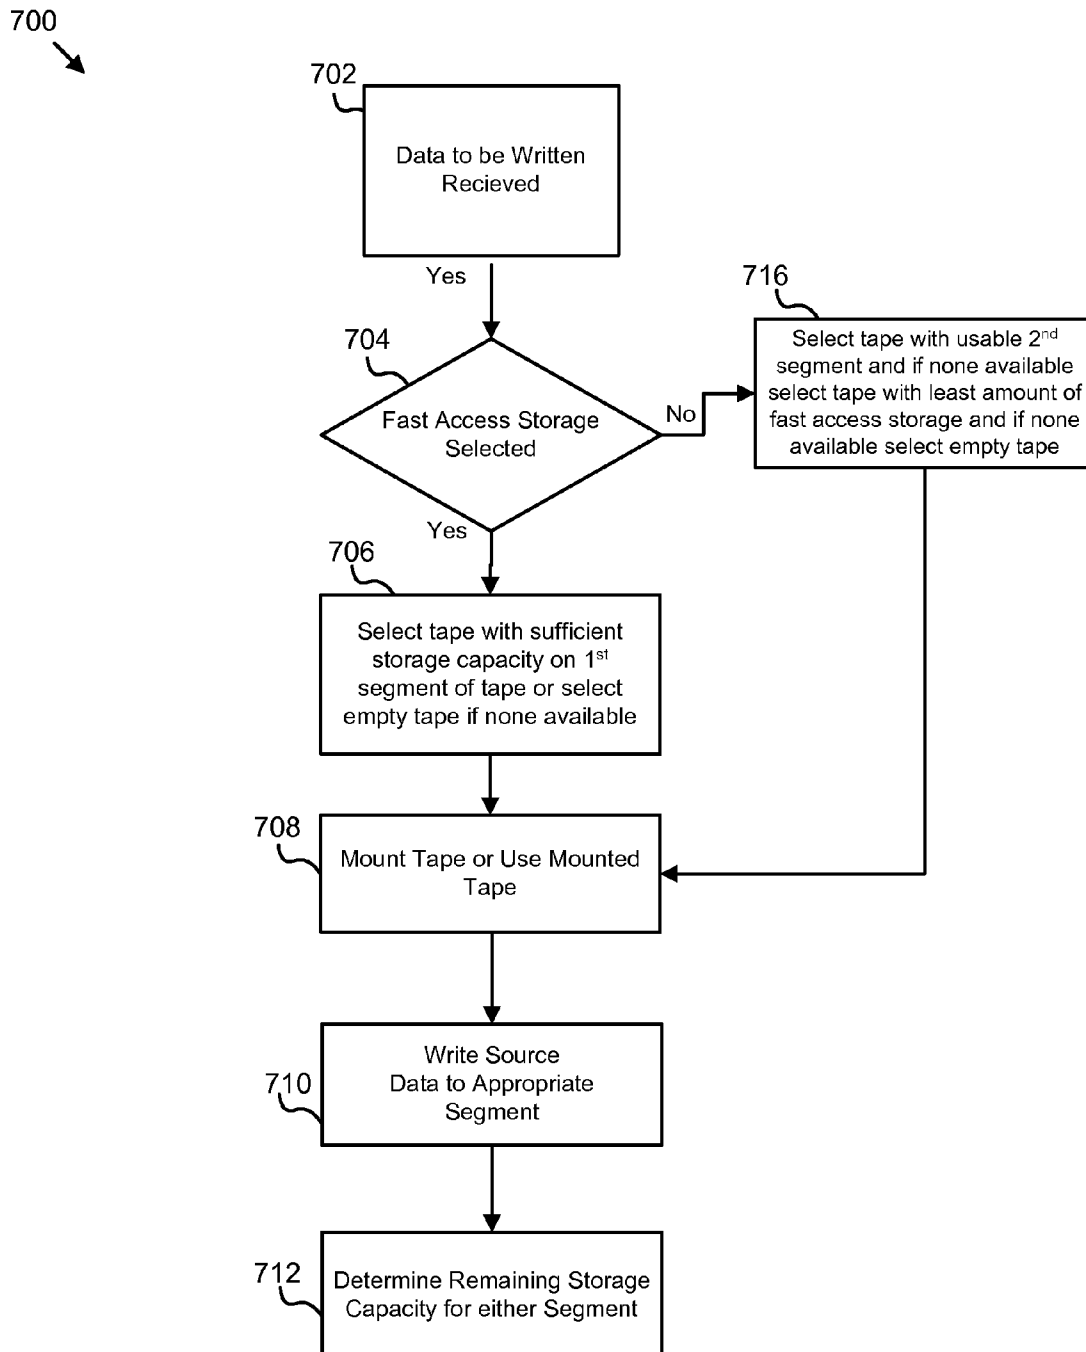 700
702
Data to be Written
Recieved
Yes
704
Fast Access Storage
Selected
No
716
Select tape with usable 2nd
segment and if none available
select tape with least amount of
fast access storage and if none
available select empty tape
Yes
706
Select tape with sufficient
storage capacity on 1st
segment of tape or select
empty tape if none available
708
Mount Tape or Use Mounted
Tape
710
Write Source
Data to Appropriate
Segment
712
Determine Remaining Storage
Capacity for either Segment